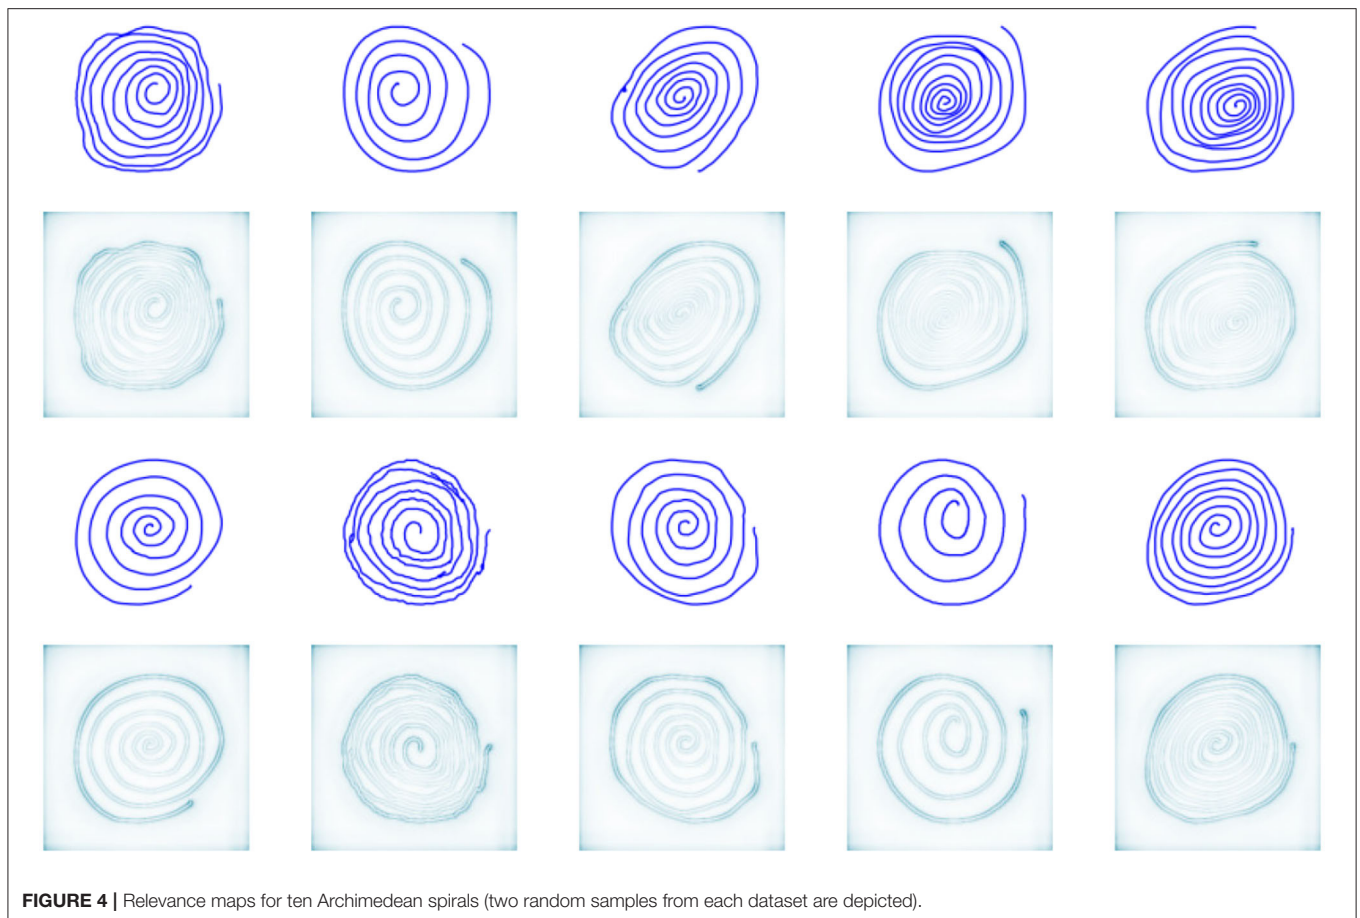 FIGURE 4 | Relevance maps for ten Archimedean spirals (two random samples from each dataset are depicted).